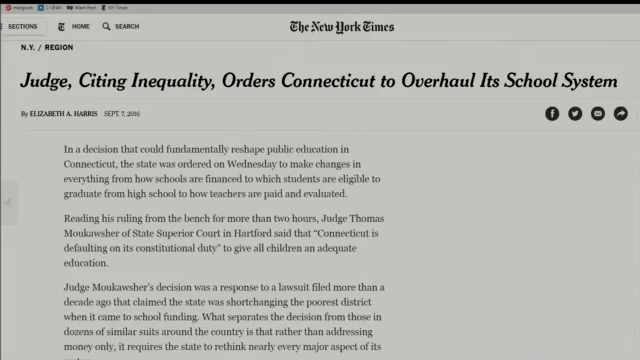 Hangouts C-SPAN Wash Post NY Times
SECTIONS HOME SEARCH The New York Times
N.Y. / REGION
Judge, Citing Inequality, Orders Connecticut to Overhaul Its School System
By ELIZABETH A. HARRIS SEPT. 7, 2016
In a decision that could fundamentally reshape public education in
Connecticut, the state was ordered on Wednesday to make changes in
everything from how schools are financed to which students are eligible to
graduate from high school to how teachers are paid and evaluated.
Reading his ruling from the bench for more than two hours, Judge Thomas
Moukawsher of State Superior Court in Hartford said that “Connecticut is
defaulting on its constitutional duty” to give all children an adequate
education.
Judge Moukawsher’s decision was a response to a lawsuit filed more than a
decade ago that claimed the state was shortchanging the poorest district
when it came to school funding. What separates the decision from those in
dozens of similar suits around the country is that rather than addressing
money only, it requires the state to rethink nearly every major aspect of its